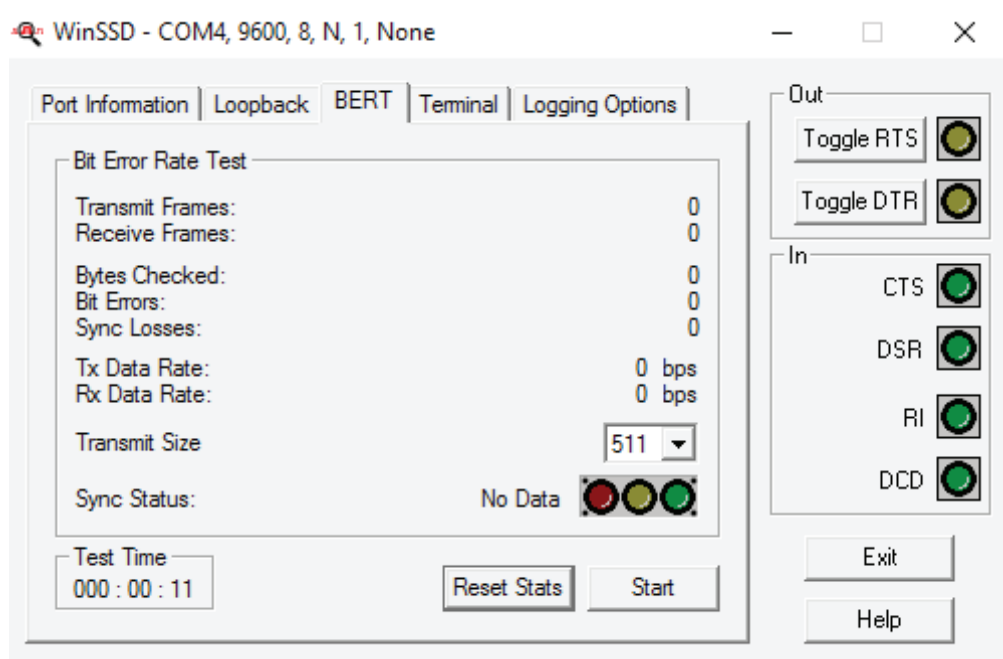 WinSSD - COM4, 9600, 8, N, 1, None
Port Information Loopback BERT Terminal Logging Options
Bit Error Rate Test
Transmit Frames: 0
Receive Frames: 0
Bytes Checked: 0
Bit Errors: 0
Sync Losses: 0
Tx Data Rate: 0 bps
Rx Data Rate: 0 bps
Transmit Size 511
Sync Status: No Data
Test Time
000 : 00 : 11
Reset Stats Start
Out
Toggle RTS
Toggle DTR
In
CTS
DSR
RI
DCD
Exit
Help